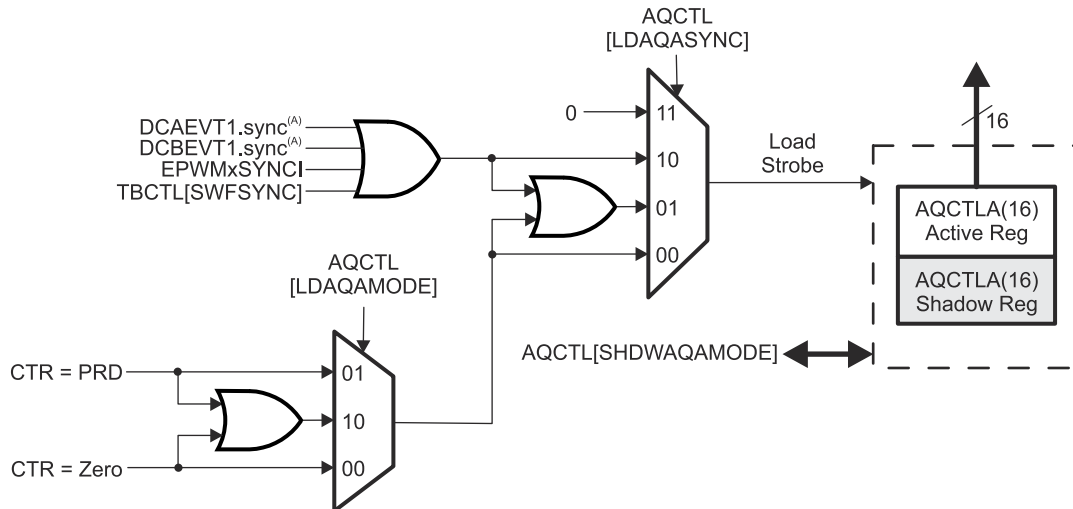 AQCTL
[LDAQASYNC]
0
11
16
DCAEVT1.sync(A)
DCBEVT1.sync(A)
EPWMxSYNCI
TBCTL[SWFSYNC]
10
Load
Strobe
01
AQCTLA(16)
Active Reg
00
AQCTL
[LDAQAMODE]
AQCTLA(16)
Shadow Reg
AQCTL[SHDWAQAMODE]
CTR = PRD
01
10
CTR = Zero
00